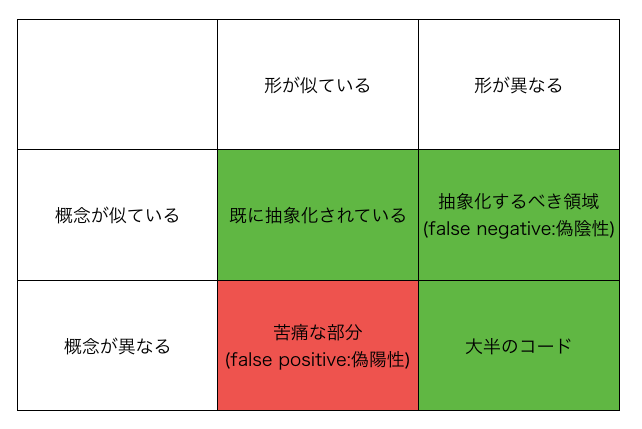 形が似ている
形が異なる
概念が似ている
既に抽象化されている
抽象化するべき領域
(false negative:偽陰性)
概念が異なる
苦痛な部分
(false positive:偽陽性)
大半のコード